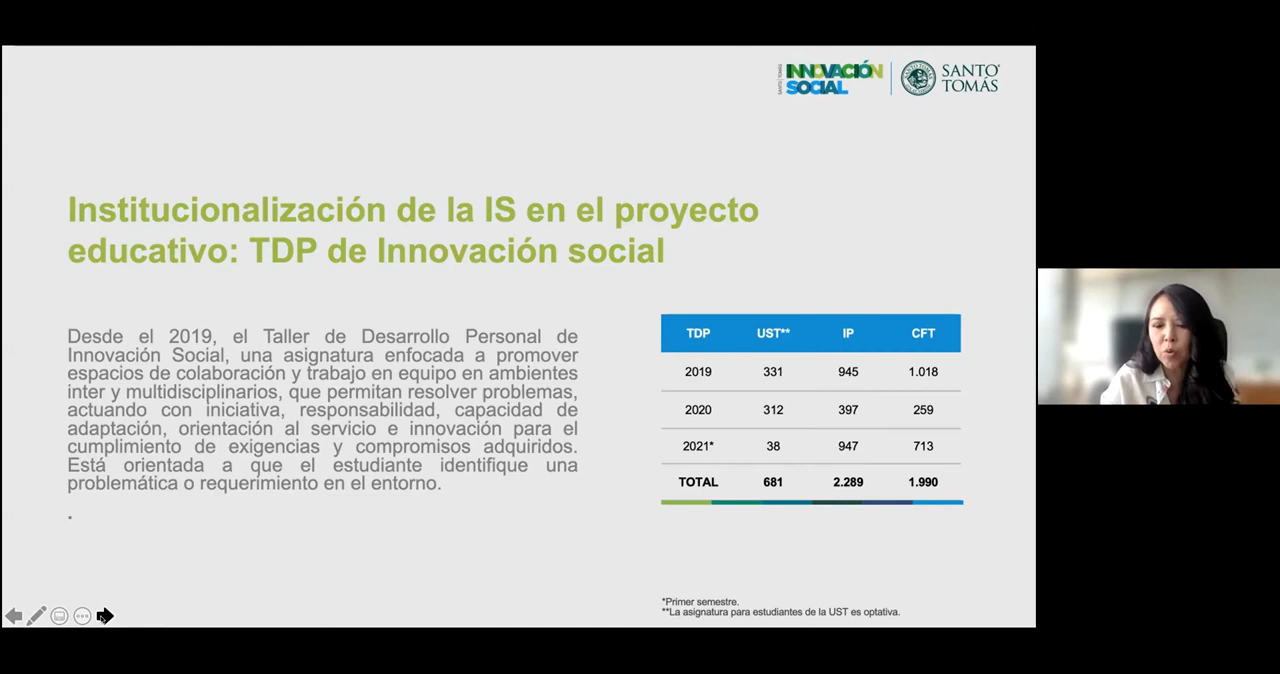 INNOVACIÓN
SOCIAL
SANTO
TOMÁS
Institucionalización de la IS en el proyecto
educativo: TDP de Innovación social
Desde el 2019, el Taller de Desarrollo Personal de
Innovación Social, una asignatura enfocada a promover
espacios de colaboración y trabajo en equipo en ambientes
inter y multidisciplinarios, que permitan resolver problemas,
actuando con iniciativa, responsabilidad, capacidad de
adaptación, orientación al servicio e innovación para el
cumplimiento de exigencias y compromisos adquiridos.
Está orientada a que el estudiante identifique una
problemática o requerimiento en el entorno.
.
TDP UST** IP CFT
2019 331 945 1.018
2020 312 397 259
2021* 38 947 713
TOTAL 681 2.289 1.990
*Primer semestre.
**La asignatura para estudiantes de la UST es optativa.